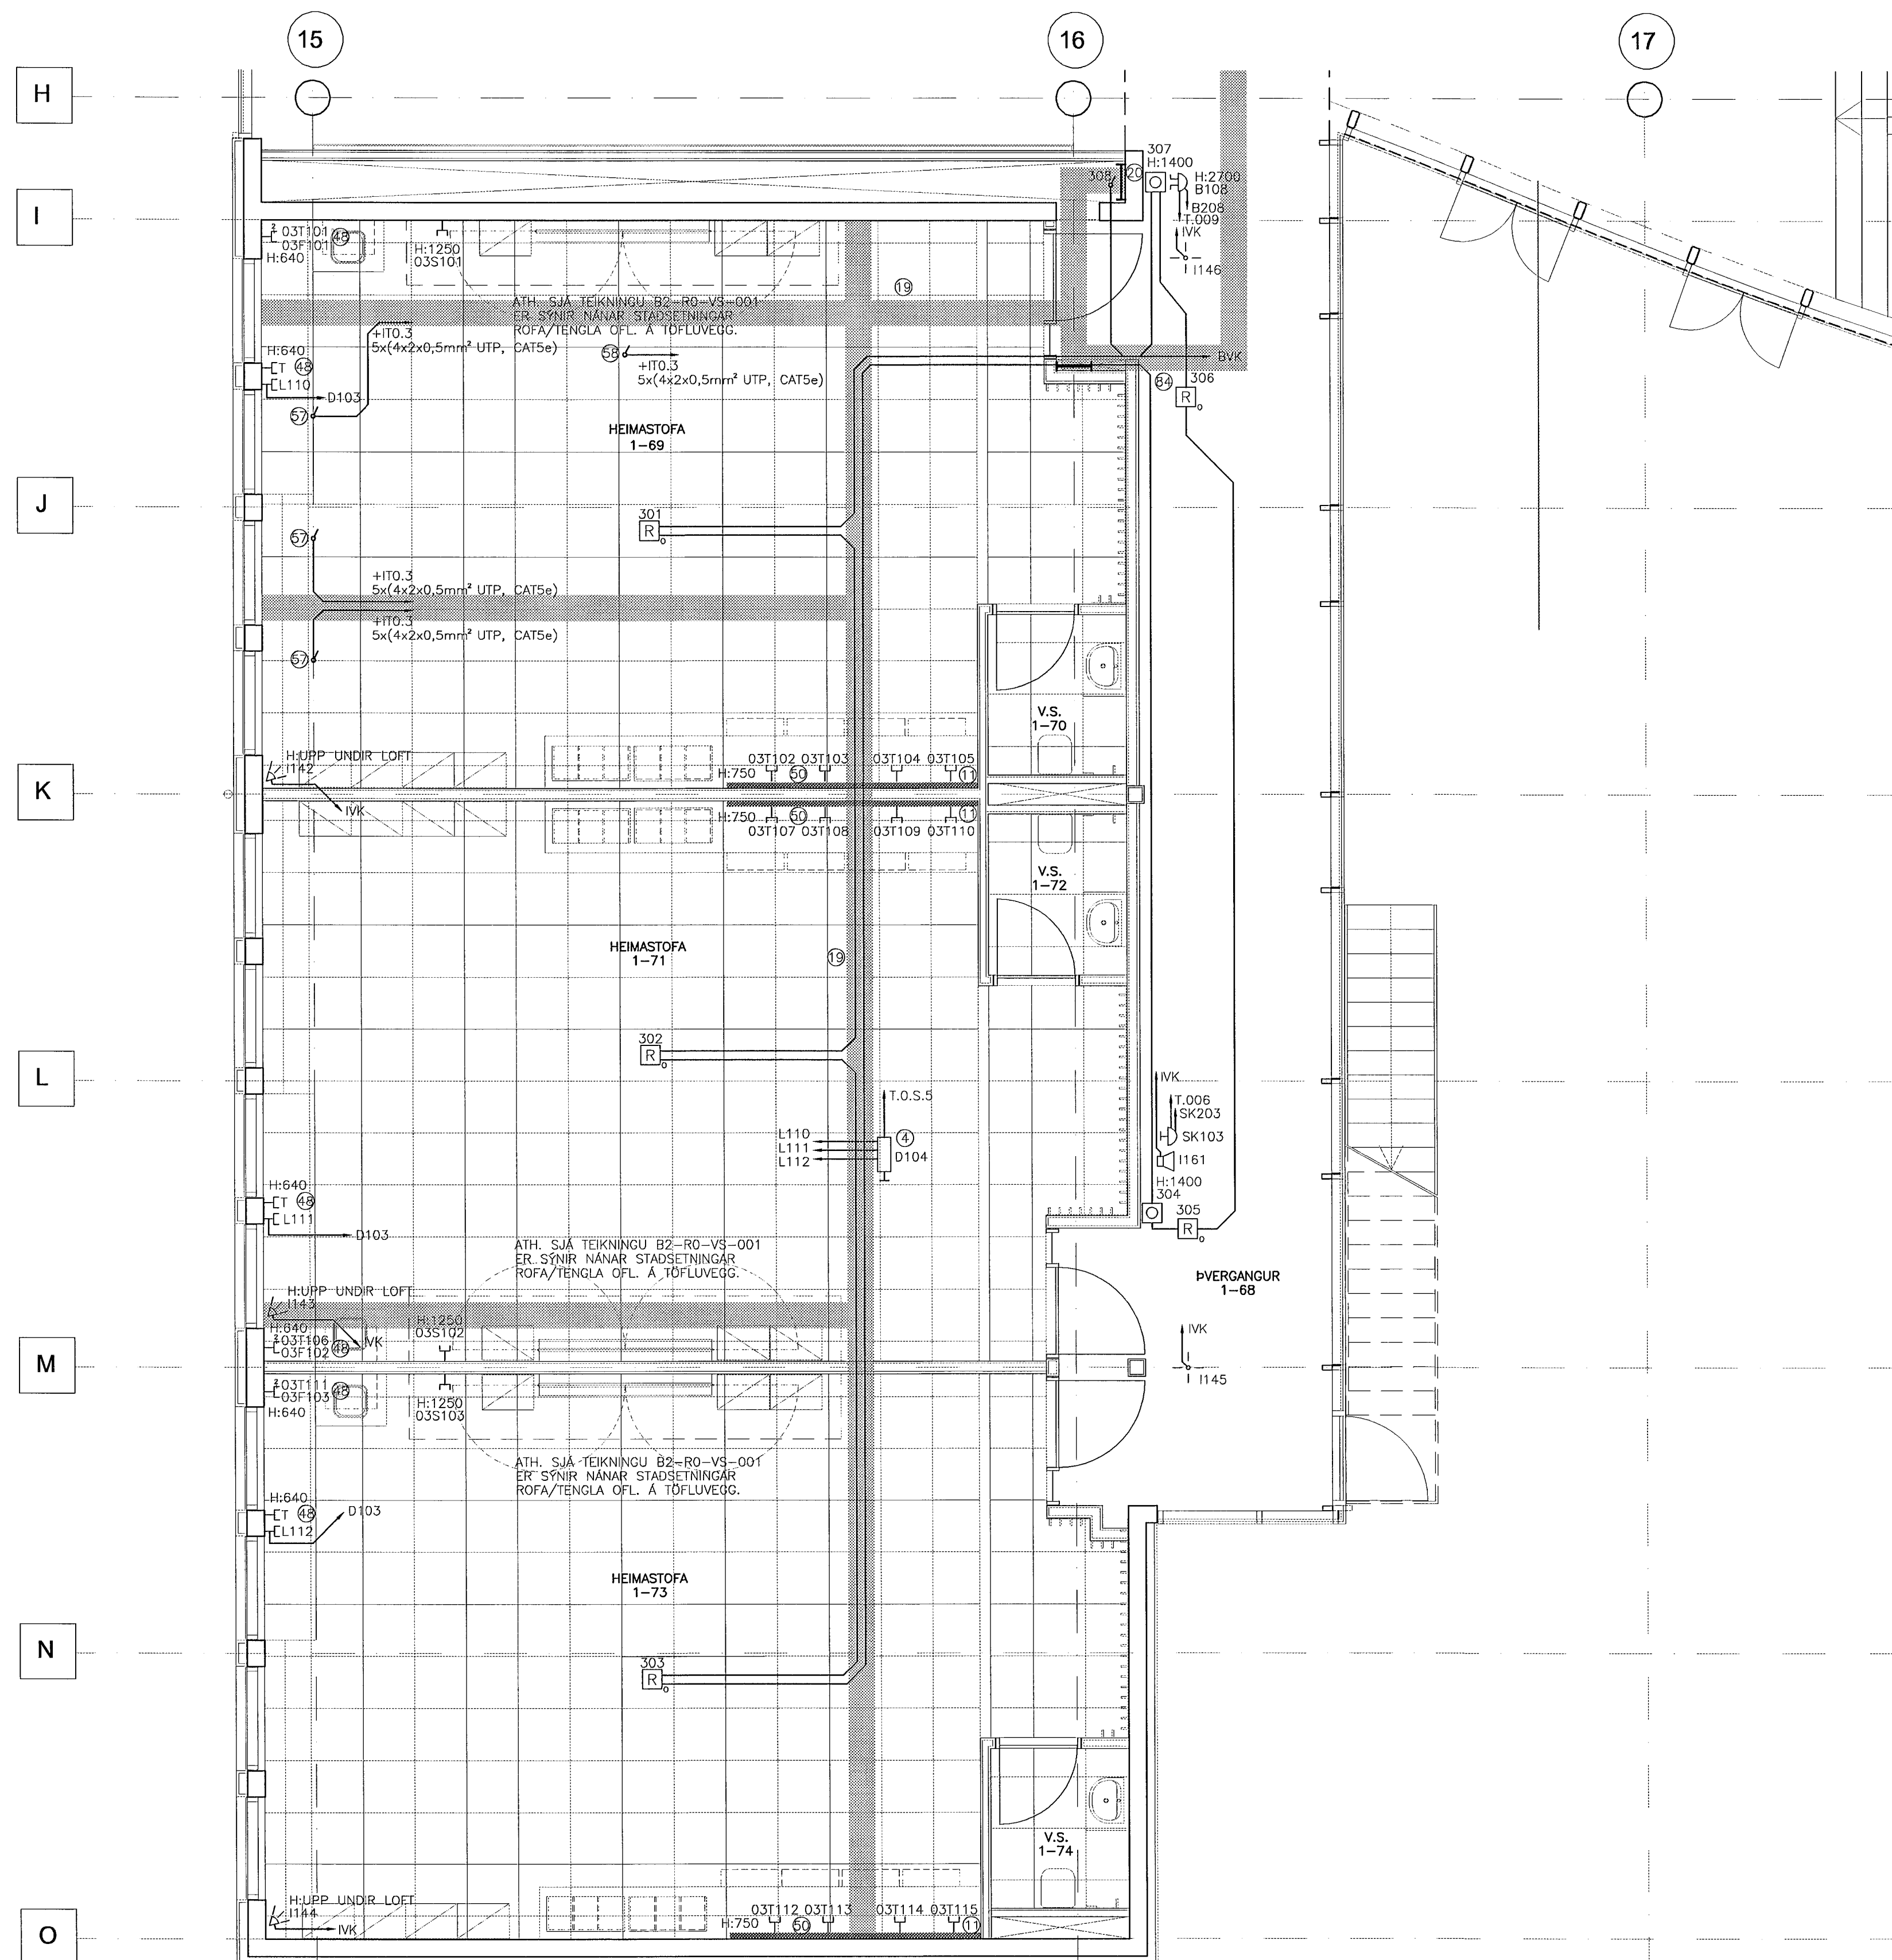 15
16
17
H
307
H:1400
308
20
H:2700
B108
B208
T.009
IVK
I146
I
2 03T101
03F101
48
H:640
H:1250
03S101
19
ATH. SJÁ TEIKNINGU B2-R0-VS-001
ER SÝNIR NÁNAR STAÐSETNINGAR
ROFA/TENGLA OFL. Á TÖFLUVEGG.
+IT0.3
5x(4x2x0,5mm² UTP, CAT5e)
H:640
T 48
L110
D103
57
58
+IT0.3
5x(4x2x0,5mm² UTP, CAT5e)
BVK
84
306
R
HEIMASTOFA
1-69
J
301
R
57
+IT0.3
5x(4x2x0,5mm² UTP, CAT5e)
+IT0.3
5x(4x2x0,5mm² UTP, CAT5e)
57
V.S.
1-70
H:UPP UNDIR LOFT
I142
IVK
03T102 03T103 03T104 03T105
H:750 50 11
K
H:750 50 11
03T107 03T108 03T109 03T110
V.S.
1-72
HEIMASTOFA
1-71
19
302
R
L
T.0.S.5
IVK
T.006
SK203
SK103
L110
L111
L112
4
D104
I161
H:1400
304
305
R
H:640
T 48
L111
D103
ATH. SJÁ TEIKNINGU B2-R0-VS-001
ER SÝNIR NÁNAR STAÐSETNINGAR
ROFA/TENGLA OFL. Á TÖFLUVEGG.
ÞVERGANGUR
1-68
H:UPP UNDIR LOFT
I143
IVK
H:640
2 03T106
03F102
48
H:1250
03S102
IVK
I145
M
2 03T111
03F103
48
H:640
H:1250
03S103
ATH. SJÁ TEIKNINGU B2-R0-VS-001
ER SÝNIR NÁNAR STAÐSETNINGAR
ROFA/TENGLA OFL. Á TÖFLUVEGG.
H:640
T 48
L112
D103
HEIMASTOFA
1-73
N
303
R
V.S.
1-74
H:UPP UNDIR LOFT
I144
IVK
03T112 03T113 03T114 03T115
H:750 50 11
O